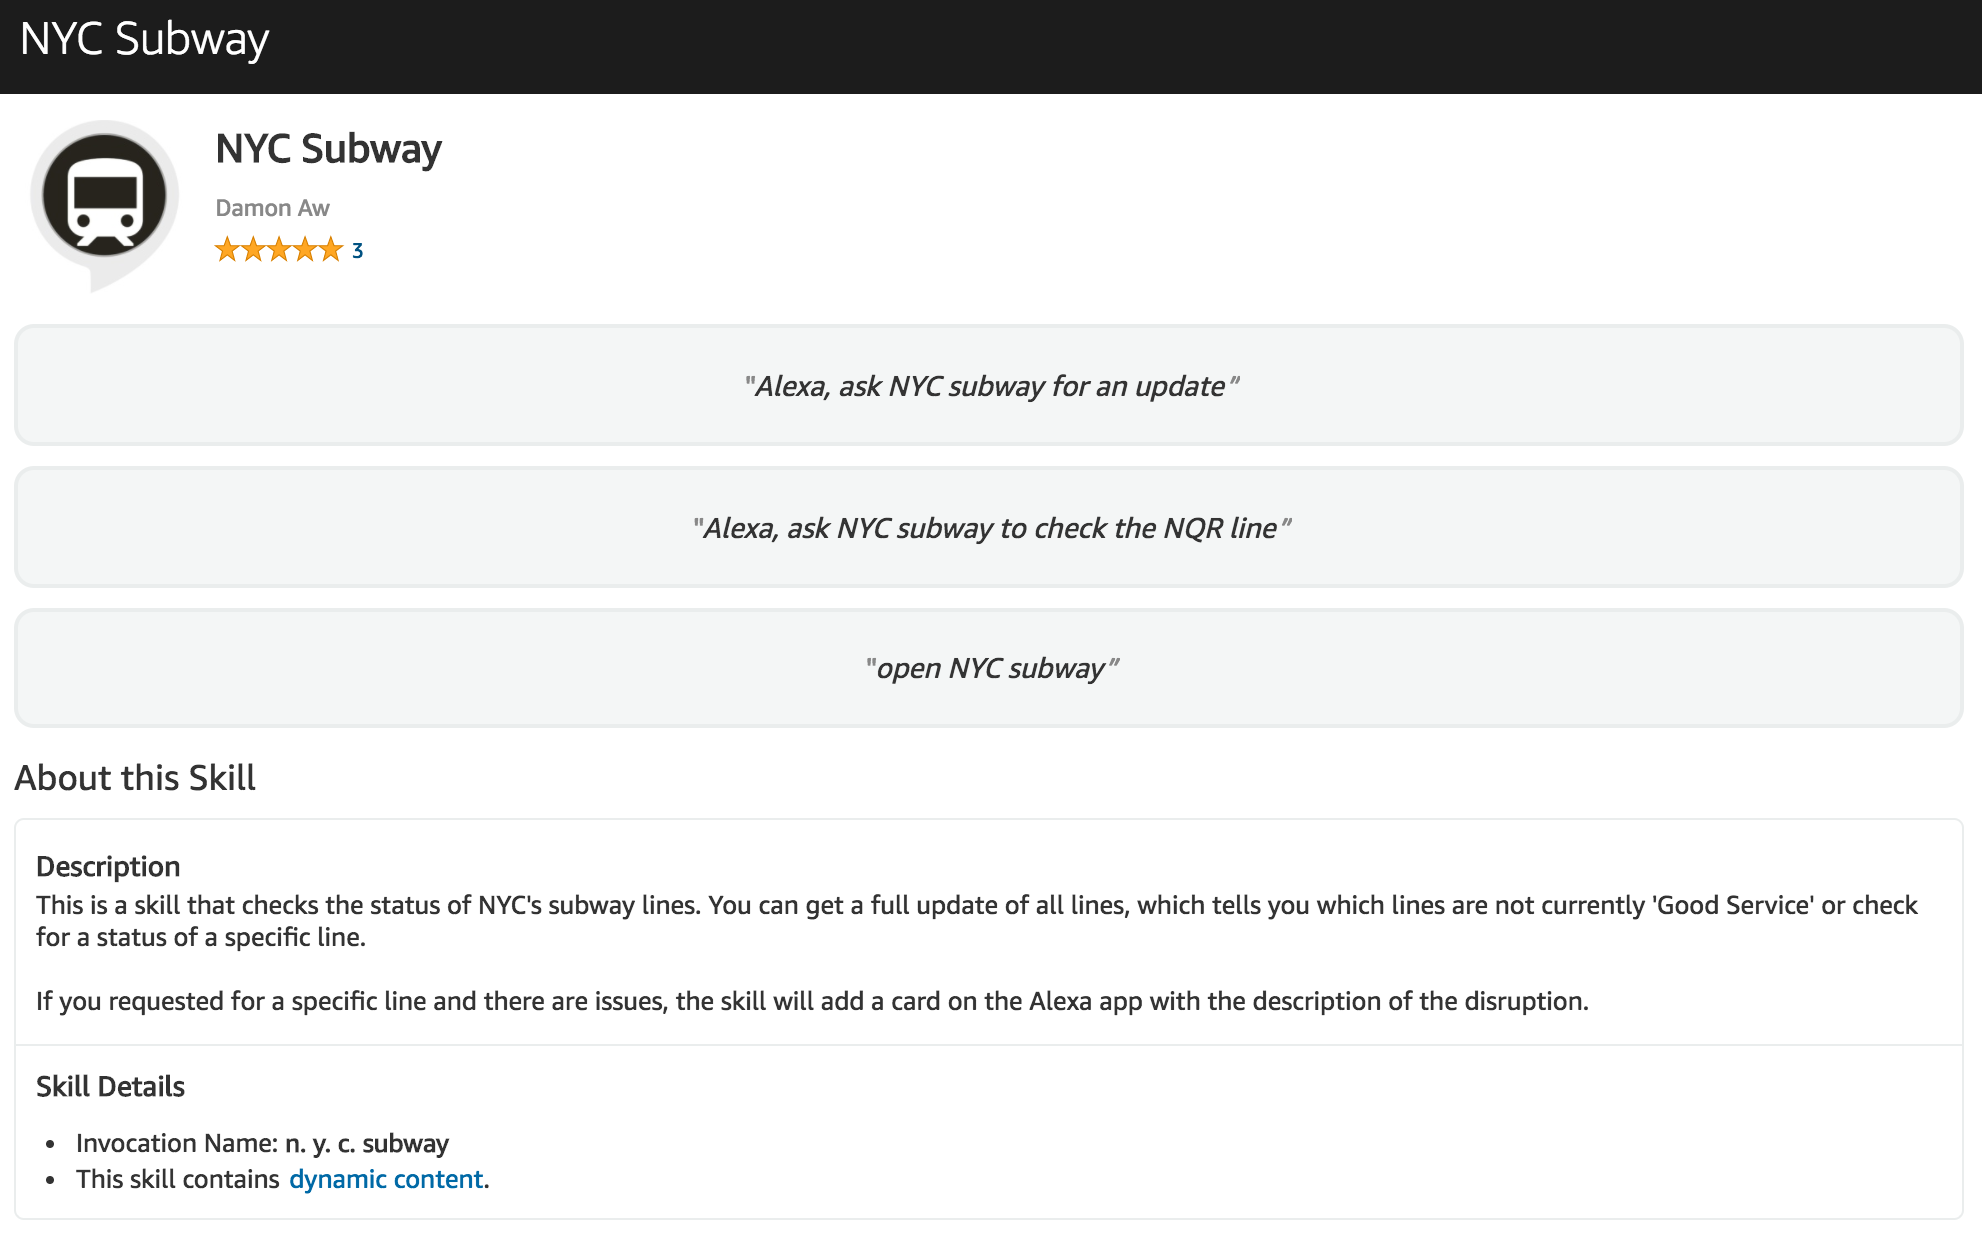 NYC Subway
NYC Subway
Damon Aw
3
"Alexa, ask NYC subway for an update”
"Alexa, ask NYC subway to check the NQR line”
"open NYC subway”
About this Skill
Description
This is a skill that checks the status of NYC's subway lines. You can get a full update of all lines, which tells you which lines are not currently 'Good Service' or check
for a status of a specific line.
If you requested for a specific line and there are issues, the skill will add a card on the Alexa app with the description of the disruption.
Skill Details
• Invocation Name: n. y. c. subway
• This skill contains dynamic content.